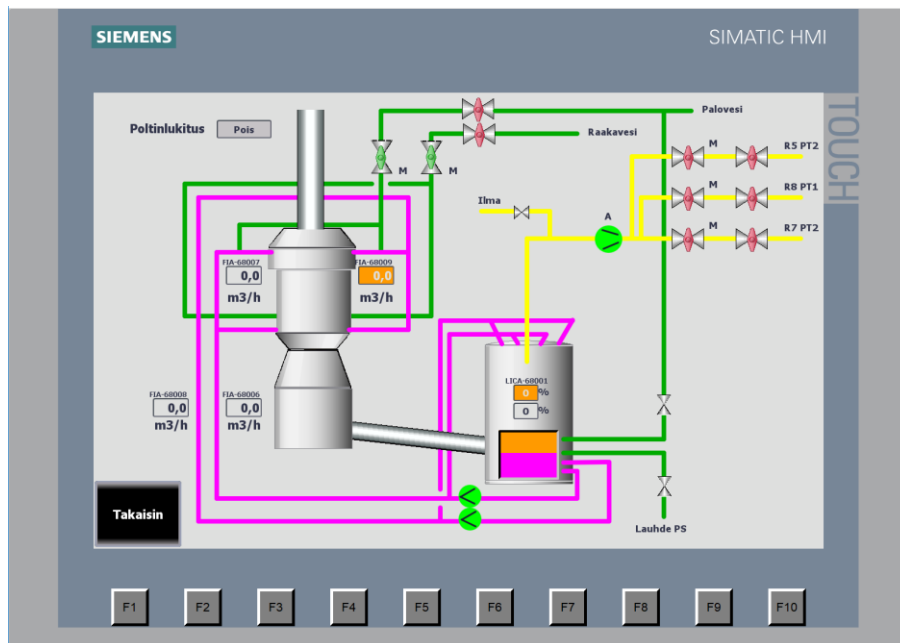 SIEMENS
SIMATIC HMI
TOUCH
Poltinlukitus Pois
Palovesi
Raakavesi
M
M
M
R5 PT2
Ilma
A
M
R8 PT1
M
R7 PT2
FIA-68007
0,0
m3/h
FIA-68009
0,0
m3/h
LICA-68001
0 %
0 %
FIA-68008
0,0
m3/h
FIA-68006
0,0
m3/h
Takaisin
Lauhde PS
F1 F2 F3 F4 F5 F6 F7 F8 F9 F10